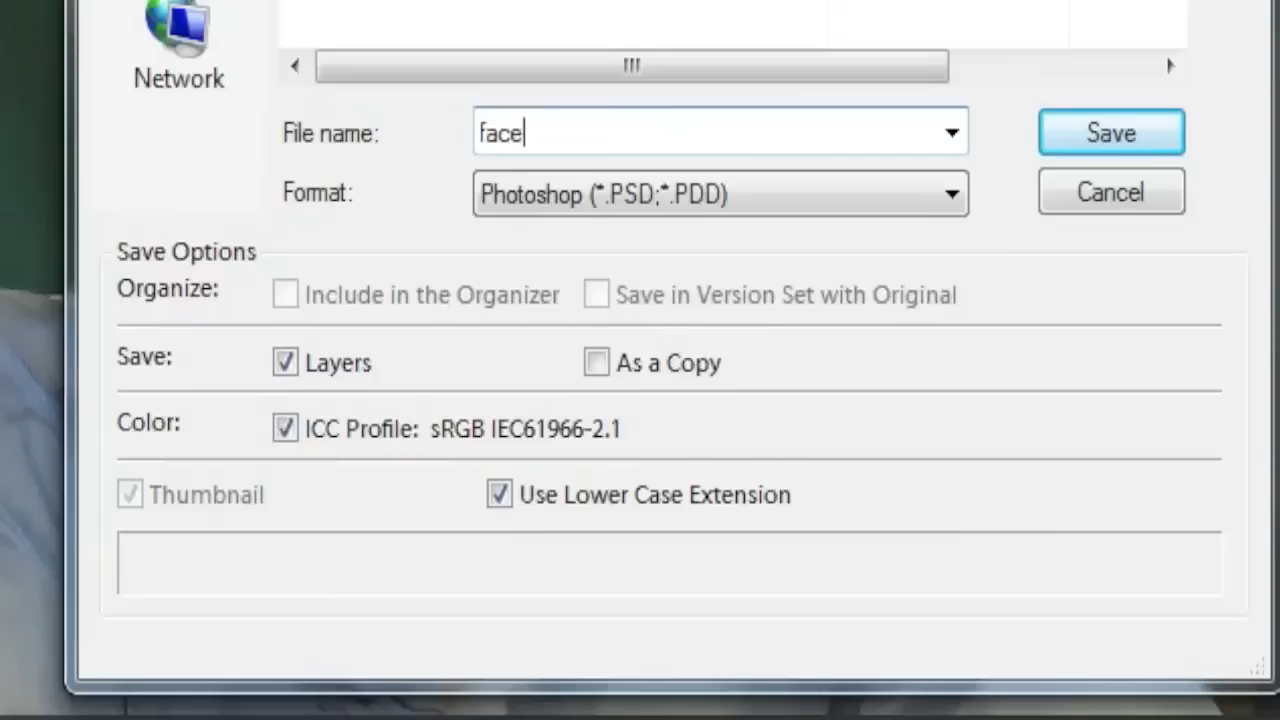 Network
File name: face Save
Format: Photoshop (*.PSD;*.PDD) Cancel
Save Options
Organize: Include in the Organizer Save in Version Set with Original
Save: Layers As a Copy
Color: ICC Profile: sRGB IEC61966-2.1
Thumbnail Use Lower Case Extension